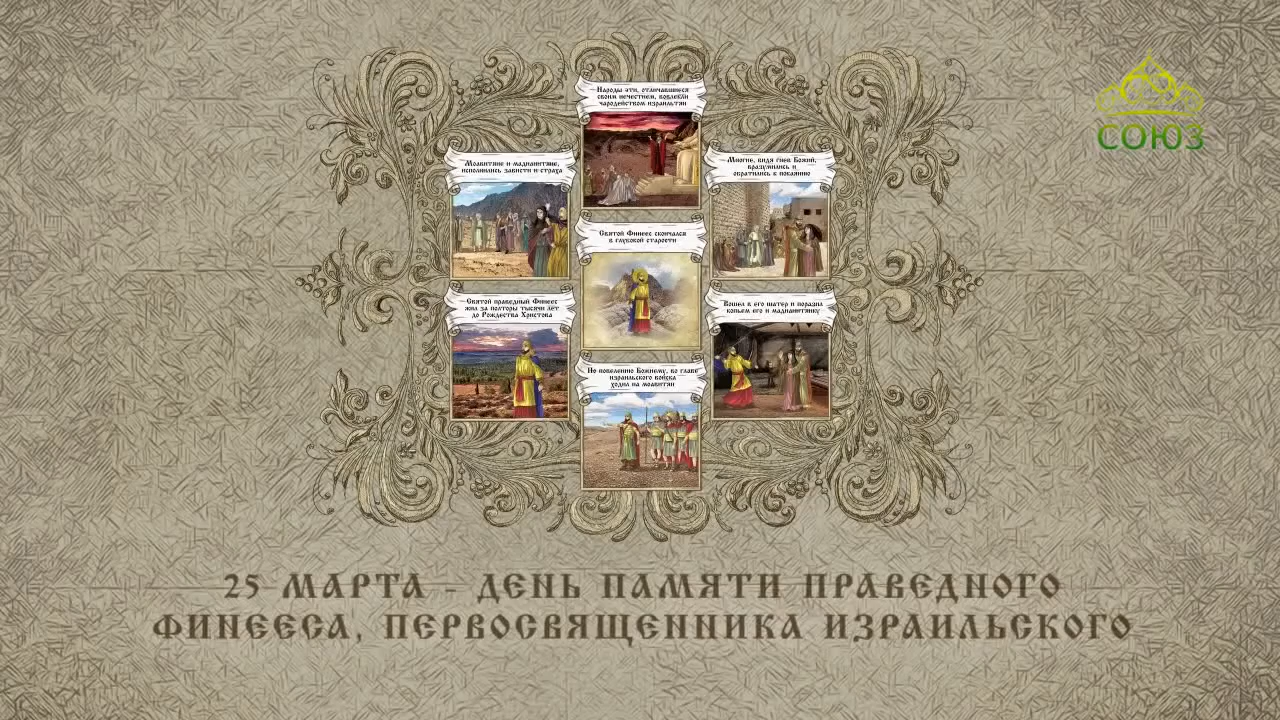 СОЮЗ
Народы эти, отличавшиеся
своим нечестием, вовлекли
чародейством израильтян
Моавитяне и мадианитяне,
исполнились зависти и страха
Многие, видя гнев Божий,
вразумились и
обратились к покаянию
Святой Финеес скончался
в глубокой старости
Святой праведный Финеес
жил за полторы тысячи лет
до Рождества Христова
Вошел в его шатер и поразил
копьем его и мадианитянку
По повелению Божиему, во главе
израильского войска
ходил на моавитян
25 МАРТА - ДЕНЬ ПАМЯТИ ПРАВЕДНОГО
ФИНЕЕСА, ПЕРВОСВЯЩЕННИКА ИЗРАИЛЬСКОГО